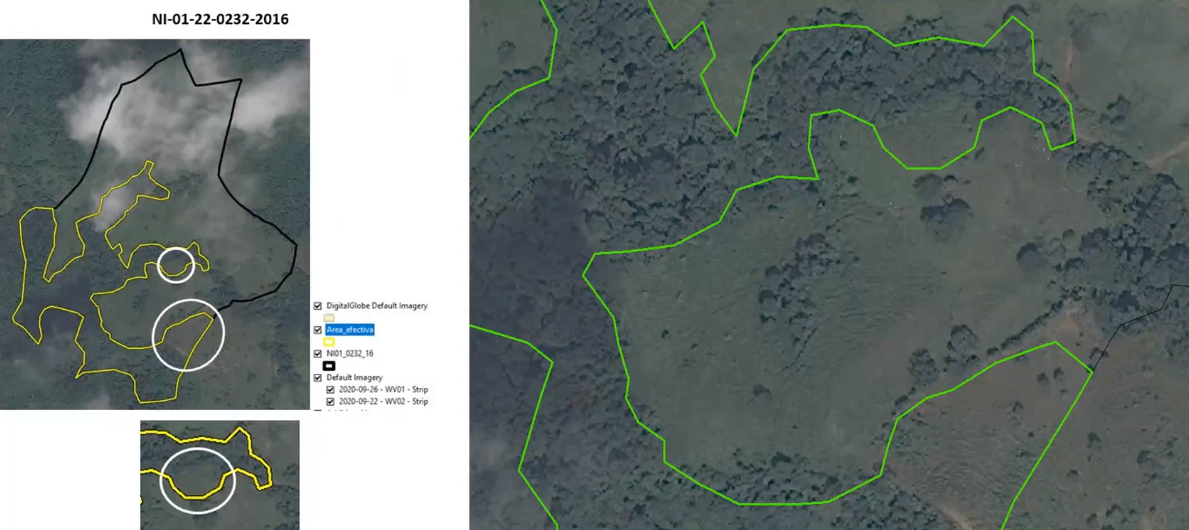 NI-01-22-0232-2016
DigitalGlobe Default Imagery
Area_efectiva
NI01_0232_16
Default Imagery
2020-09-26 - WV01 - Strip
2020-09-22 - WV02 - Strip